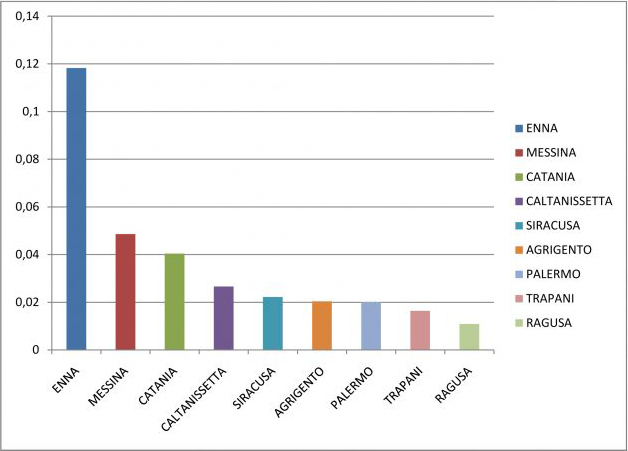 0,14
0,12
0,1
0,08
0,06
0,04
0,02
0
ENNA
MESSINA
CATANIA
CALTANISSETTA
SIRACUSA
AGRIGENTO
PALERMO
TRAPANI
RAGUSA
ENNA
MESSINA
CATANIA
CALTANISSETTA
SIRACUSA
AGRIGENTO
PALERMO
TRAPANI
RAGUSA